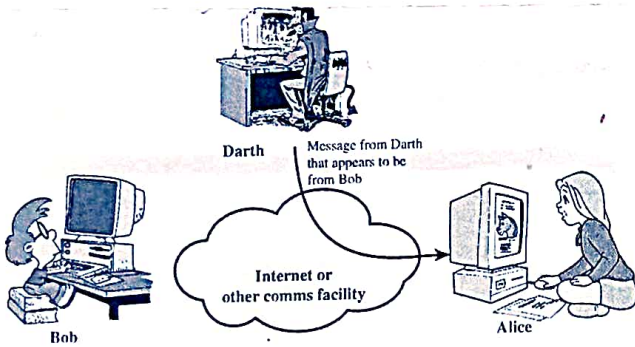 Darth
Message from Darth
that appears to be
from Bob
Internet or
other comms facility
Bob
Alice